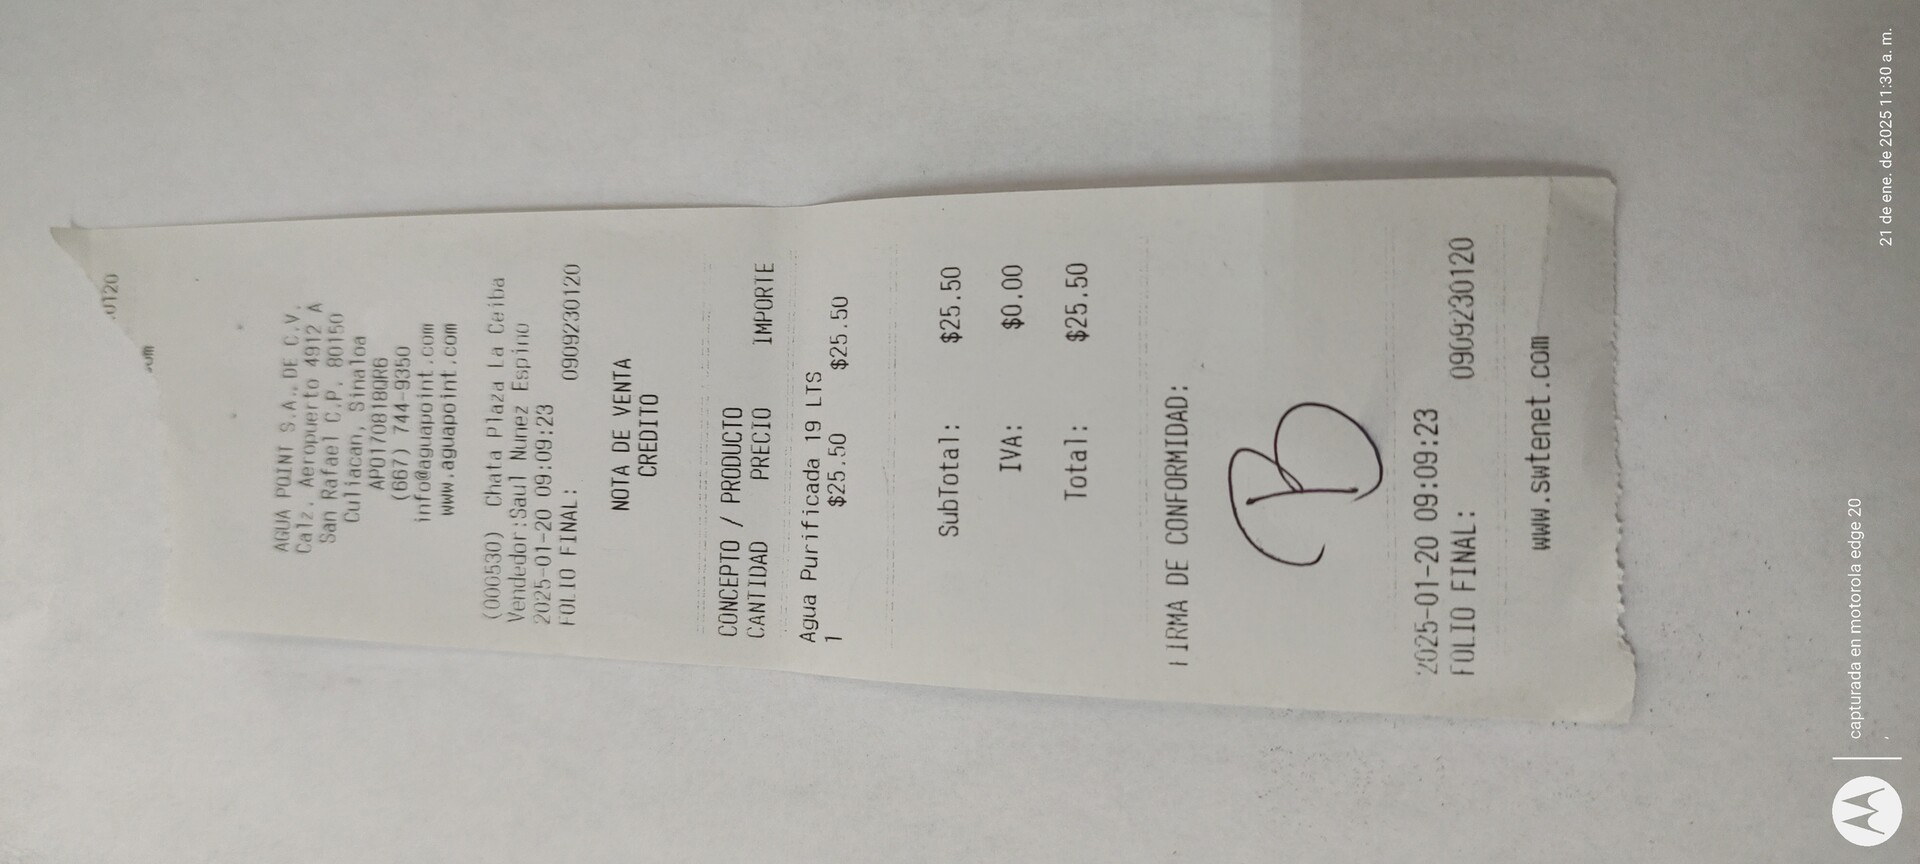 .0120
om
AGUA POINT S.A. DE C.V.
Calz. Aeropuerto 4912 A
San Rafael C.P. 80150
Culiacan, Sinaloa
APO170818QR6
(667) 744-9350
info@aguapoint.com
www.aguapoint.com
(000530) Chata Plaza La Ceiba
Vendedor:Saul Nunez Espino
2025-01-20 09:09:23
FOLIO FINAL: 0909230120
NOTA DE VENTA
CREDITO
CONCEPTO / PRODUCTO
CANTIDAD PRECIO IMPORTE
Agua Purificada 19 LTS
1 $25.50 $25.50
SubTotal: $25.50
IVA: $0.00
Total: $25.50
FIRMA DE CONFORMIDAD:
2025-01-20 09:09:23
FOLIO FINAL: 0909230120
www.swtenet.com
capturada en motorola edge 20
21 de ene. de 2025 11:30 a. m.